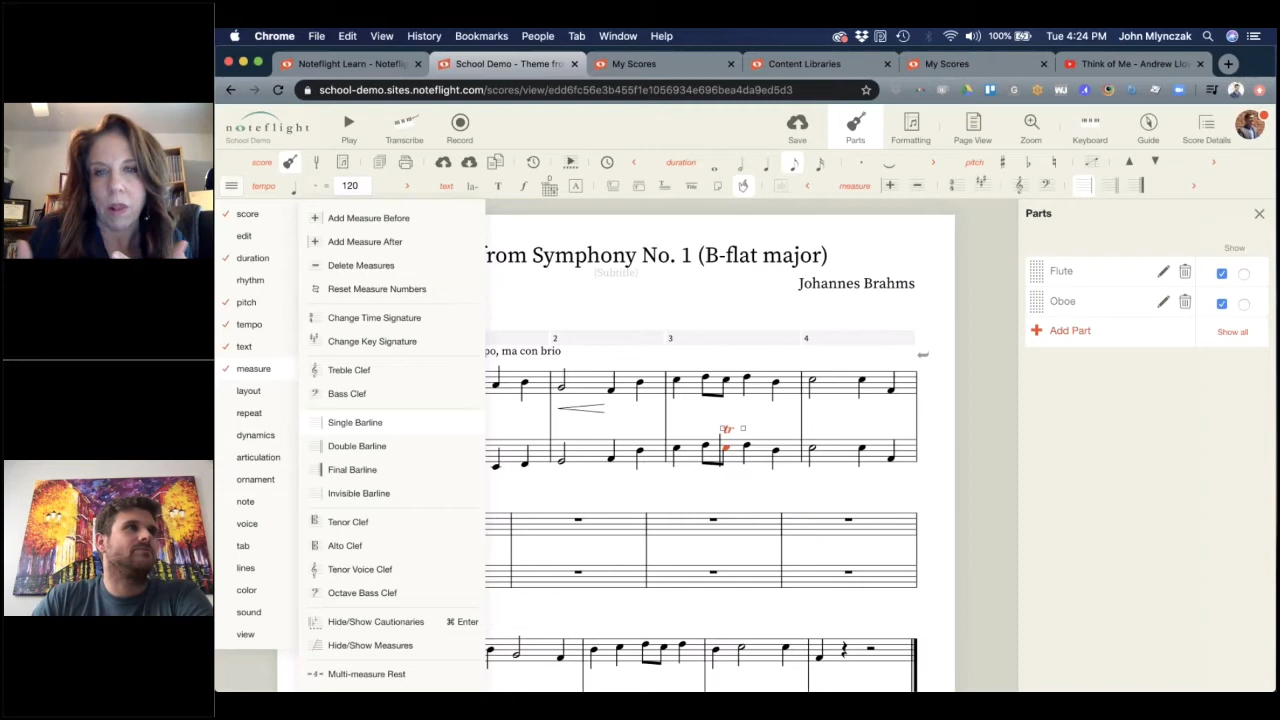 Chrome File Edit View History Bookmarks People Tab Window Help 100% Tue 4:24 PM John Mlynczak
Noteflight Learn - Noteflig School Demo - Theme fro My Scores Content Libraries My Scores Think of Me - Andrew Llo
school-demo.sites.noteflight.com/scores/view/edd6fc56e3b455f1e1056934e696bea4da9ed5d3
noteflight
School Demo
Play Transcribe Record Save Parts Formatting Page View Zoom Keyboard Guide Score Details
score duration pitch
tempo = 120 text la- T measure
score
edit
duration
rhythm
pitch
tempo
text
measure
layout
repeat
dynamics
articulation
ornament
note
voice
tab
lines
color
sound
view
Add Measure Before
Add Measure After
Delete Measures
Reset Measure Numbers
Change Time Signature
Change Key Signature
Treble Clef
Bass Clef
Single Barline
Double Barline
Final Barline
Invisible Barline
Tenor Clef
Alto Clef
Tenor Voice Clef
Octave Bass Clef
Hide/Show Cautionaries ⌘ Enter
Hide/Show Measures
Multi-measure Rest
from Symphony No. 1 (B-flat major)
(Subtitle)
Johannes Brahms
2 3 4
po, ma con brio
tr
Parts
Show
Flute
Oboe
Add Part
Show all